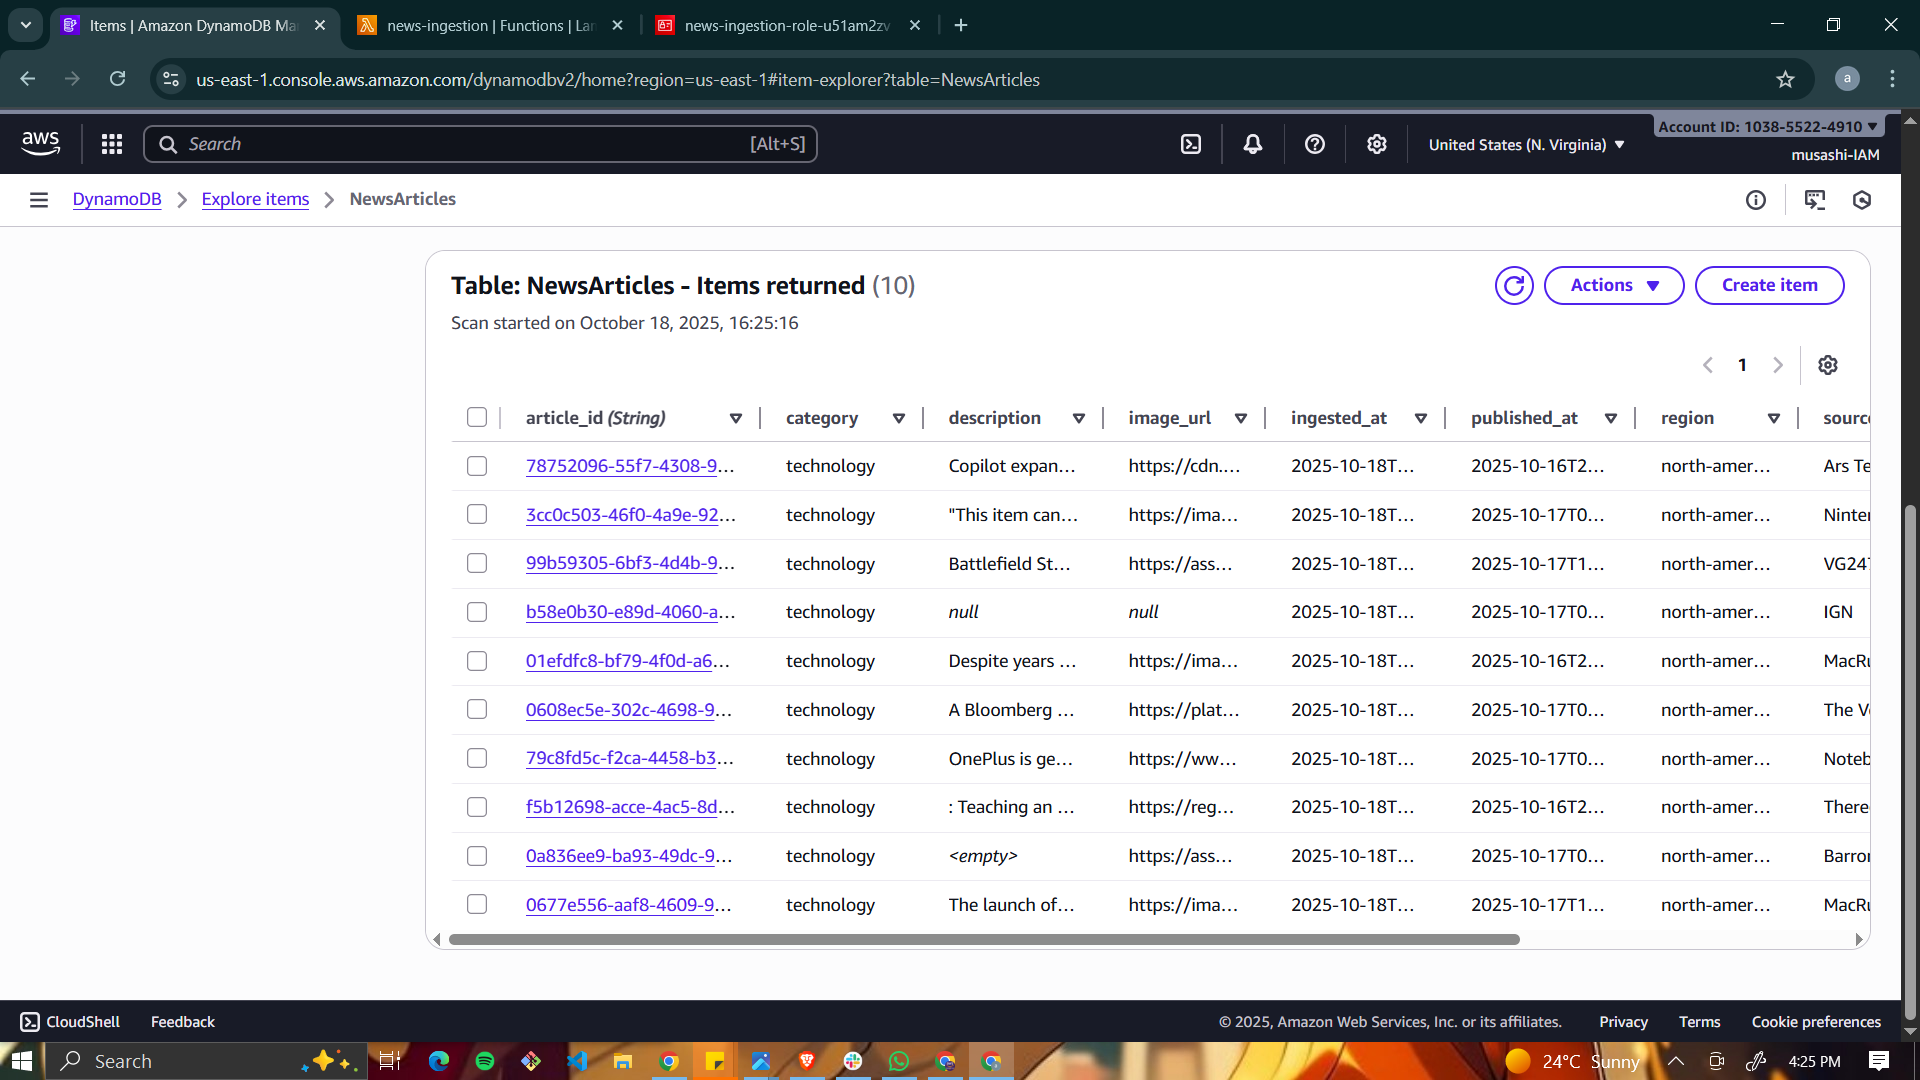 Items | Amazon DynamoDB Ma
news-ingestion | Functions | La
news-ingestion-role-u51am2zv
us-east-1.console.aws.amazon.com/dynamodbv2/home?region=us-east-1#item-explorer?table=NewsArticles
a
aws
Search
[Alt+S]
United States (N. Virginia)
Account ID: 1038-5522-4910
musashi-IAM
DynamoDB
Explore items
NewsArticles
Table: NewsArticles - Items returned (10)
Actions
Create item
Scan started on October 18, 2025, 16:25:16
1
article_id (String) category description image_url ingested_at published_at region source
78752096-55f7-4308-9... technology Copilot expan... https://cdn.... 2025-10-18T... 2025-10-16T2... north-amer... Ars Te
3cc0c503-46f0-4a9e-92... technology "This item can... https://ima... 2025-10-18T... 2025-10-17T0... north-amer... Ninten
99b59305-6bf3-4d4b-9... technology Battlefield St... https://ass... 2025-10-18T... 2025-10-17T1... north-amer... VG247
b58e0b30-e89d-4060-a... technology null null 2025-10-18T... 2025-10-17T0... north-amer... IGN
01efdfc8-bf79-4f0d-a6... technology Despite years ... https://ima... 2025-10-18T... 2025-10-16T2... north-amer... MacRu
0608ec5e-302c-4698-9... technology A Bloomberg ... https://plat... 2025-10-18T... 2025-10-17T0... north-amer... The Ve
79c8fd5c-f2ca-4458-b3... technology OnePlus is ge... https://ww... 2025-10-18T... 2025-10-17T0... north-amer... Noteb
f5b12698-acce-4ac5-8d... technology : Teaching an ... https://reg... 2025-10-18T... 2025-10-16T2... north-amer... There
0a836ee9-ba93-49dc-9... technology <empty> https://ass... 2025-10-18T... 2025-10-17T0... north-amer... Barron
0677e556-aaf8-4609-9... technology The launch of... https://ima... 2025-10-18T... 2025-10-17T1... north-amer... MacRu
CloudShell
Feedback
© 2025, Amazon Web Services, Inc. or its affiliates.
Privacy
Terms
Cookie preferences
Search
24°C Sunny
4:25 PM